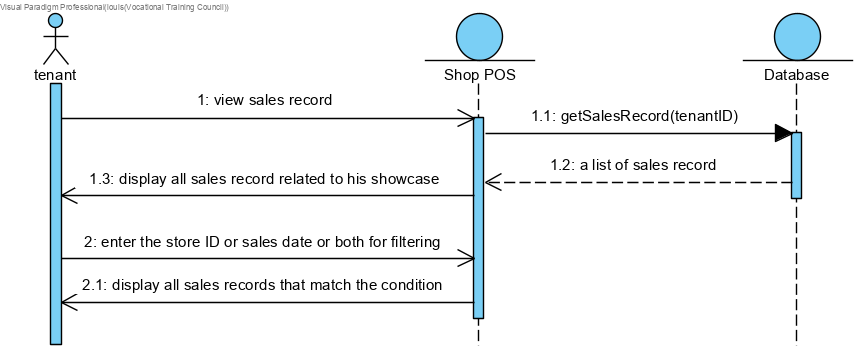 Visual Paradigm Professional(louis(Vocational Training Council))
tenant
Shop POS
Database
1: view sales record
1.1: getSalesRecord(tenantID)
1.2: a list of sales record
1.3: display all sales record related to his showcase
2: enter the store ID or sales date or both for filtering
2.1: display all sales records that match the condition